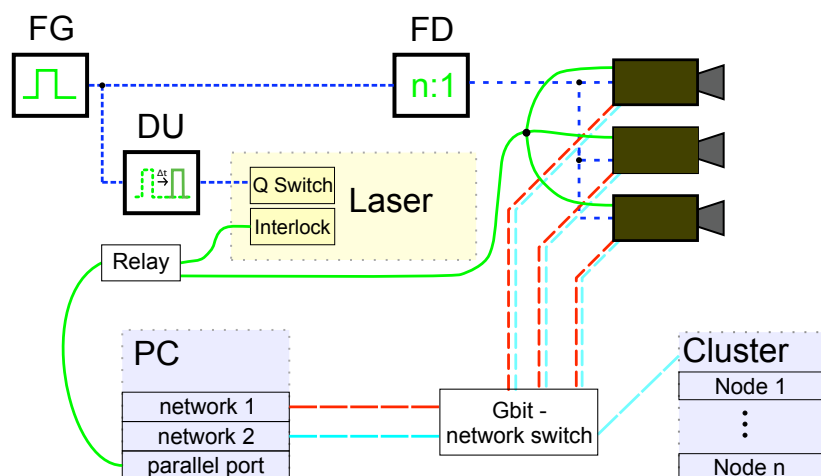 FG
FD
n:1
DU
Δt
Q Switch
Laser
Interlock
Relay
PC
network 1
network 2
parallel port
Gbit -
network switch
Cluster
Node 1
Node n